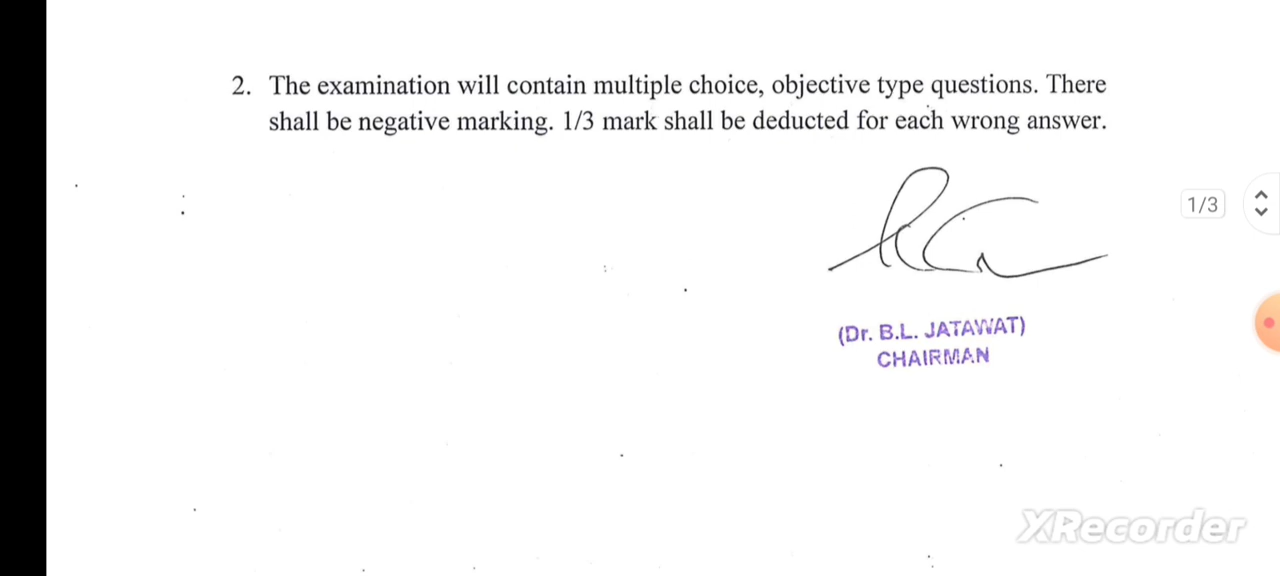 2. The examination will contain multiple choice, objective type questions. There
shall be negative marking. 1/3 mark shall be deducted for each wrong answer.
1/3
(Dr. B.L. JATAWAT)
CHAIRMAN
XRecorder